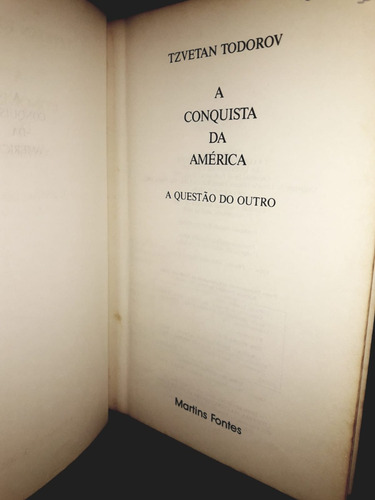 TZVETAN TODOROV
A
CONQUISTA
DA
AMÉRICA
A QUESTÃO DO OUTRO
Martins Fontes